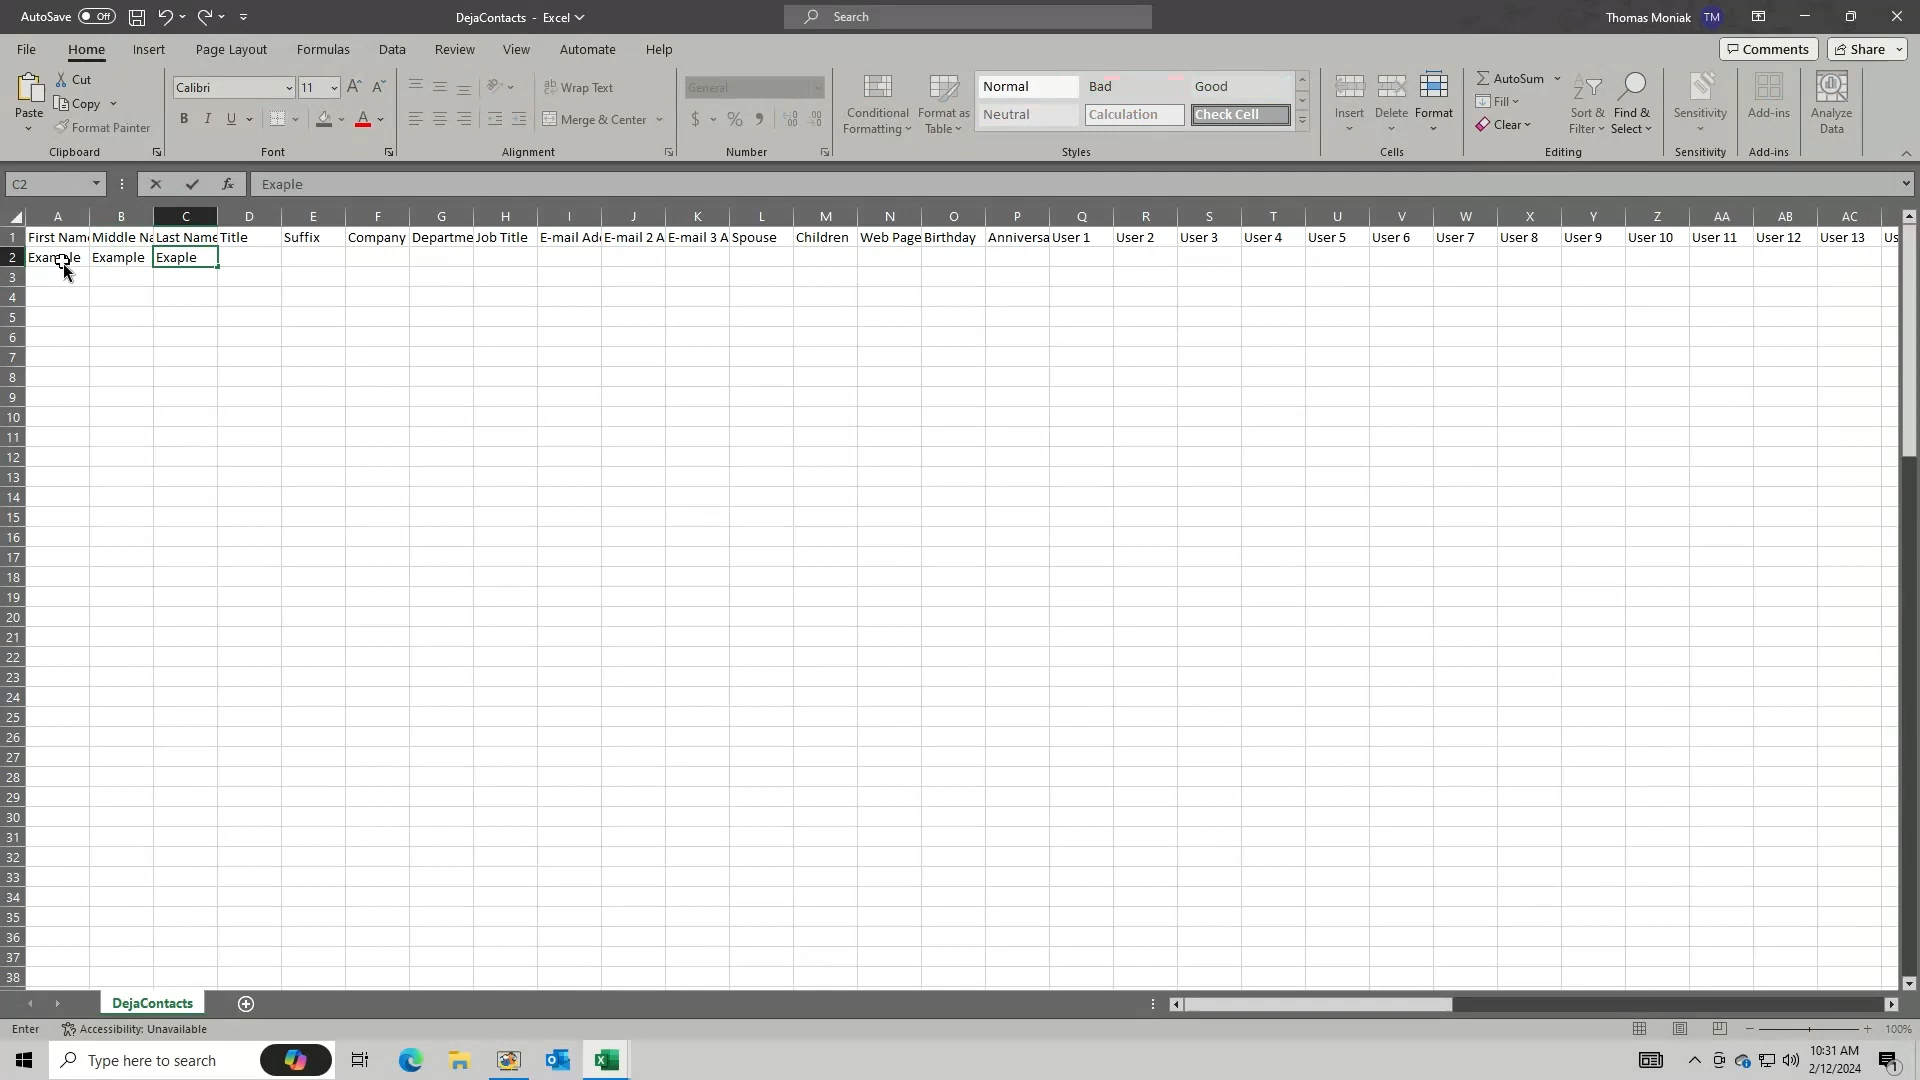 AutoSave Off DejaContacts - Excel Search Thomas Moniak TM
File Home Insert Page Layout Formulas Data Review View Automate Help Comments Share
Paste Cut Copy Format Painter Clipboard
Calibri 11 B I U A A Font
Wrap Text Merge & Center Alignment
General $ % 9 Number
Conditional Formatting Format as Table Normal Bad Good Neutral Calculation Check Cell Styles
Insert Delete Format Cells
AutoSum Fill Clear Sort & Filter Find & Select Editing
Sensitivity Sensitivity
Add-ins Add-ins
Analyze Data
C2 fx Exaple
A B C D E F G H I J K L M N O P Q R S T U V W X Y Z AA AB AC
1 First Name Middle Na Last Name Title Suffix Company Departme Job Title E-mail Ad E-mail 2 A E-mail 3 A Spouse Children Web Page Birthday Anniversa User 1 User 2 User 3 User 4 User 5 User 6 User 7 User 8 User 9 User 10 User 11 User 12 User 13 Us
2 Example Example Exaple
3
4
5
6
7
8
9
10
11
12
13
14
15
16
17
18
19
20
21
22
23
24
25
26
27
28
29
30
31
32
33
34
35
36
37
38
DejaContacts
Enter Accessibility: Unavailable 100%
Type here to search 10:31 AM
2/12/2024 1